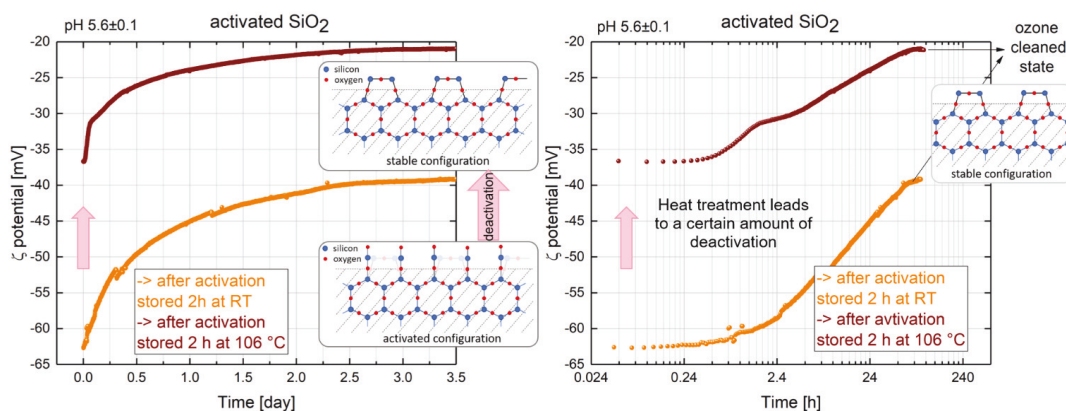 pH 5.6±0.1
activated SiO2
-20
-25
-30
-35
-40
-45
-50
-55
-60
-65
ζ potential [mV]
silicon
oxygen
stable configuration
deactivation
silicon
oxygen
activated configuration
-> after activation
stored 2h at RT
-> after activation
stored 2 h at 106 °C
0.0 0.5 1.0 1.5 2.0 2.5 3.0 3.5
Time [day]
pH 5.6±0.1
activated SiO2
-20
-25
-30
-35
-40
-45
-50
-55
-60
-65
ζ potential [mV]
ozone
cleaned
state
silicon
oxygen
stable configuration
Heat treatment leads
to a certain amount of
deactivation
-> after activation
stored 2 h at RT
-> after avtivation
stored 2 h at 106 °C
0.024 0.24 2.4 24 240
Time [h]